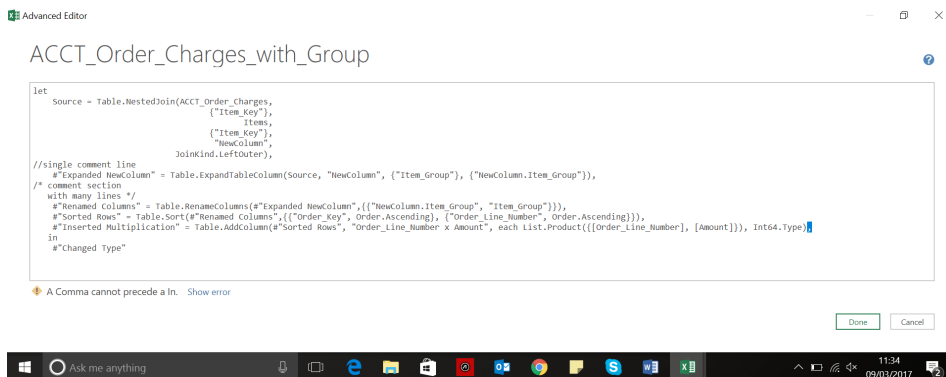 Advanced Editor
ACCT_Order_Charges_with_Group
let
Source = Table.NestedJoin(ACCT_Order_Charges,
{"Item_Key"},
Items,
{"Item_Key"},
"NewColumn",
JoinKind.LeftOuter),
//single comment line
#"Expanded NewColumn" = Table.ExpandTableColumn(Source, "NewColumn", {"Item_Group"}, {"NewColumn.Item_Group"}),
/* comment section
with many lines */
#"Renamed Columns" = Table.RenameColumns(#"Expanded NewColumn",{{"NewColumn.Item_Group", "Item_Group"}}),
#"Sorted Rows" = Table.Sort(#"Renamed Columns",{{"Order_Key", Order.Ascending}, {"Order_Line_Number", Order.Ascending}}),
#"Inserted Multiplication" = Table.AddColumn(#"Sorted Rows", "Order_Line_Number x Amount", each List.Product({[Order_Line_Number], [Amount]}), Int64.Type),
in
#"Changed Type"
A Comma cannot precede a In. Show error
Done Cancel
Ask me anything
11:34
09/03/2017
2